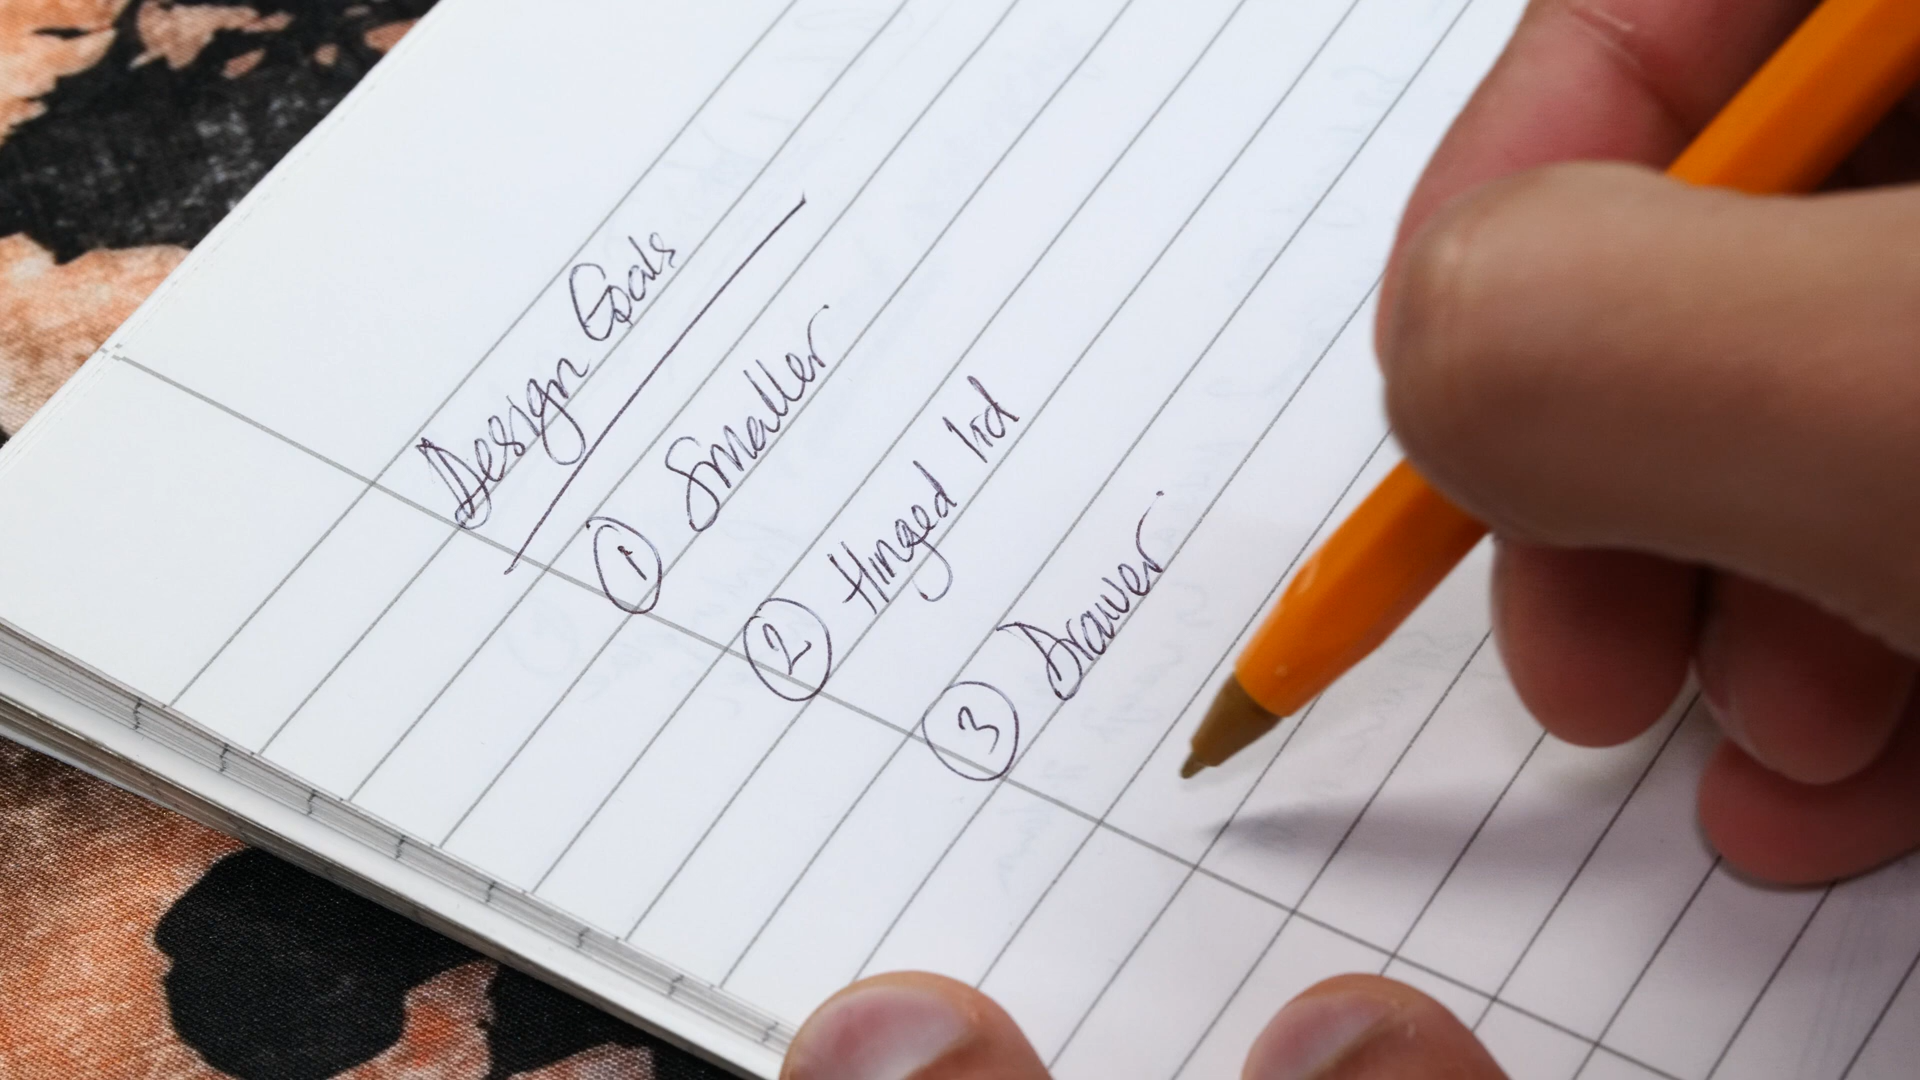 Design Goals
① Smaller
② Hinged lid
③ Drawer